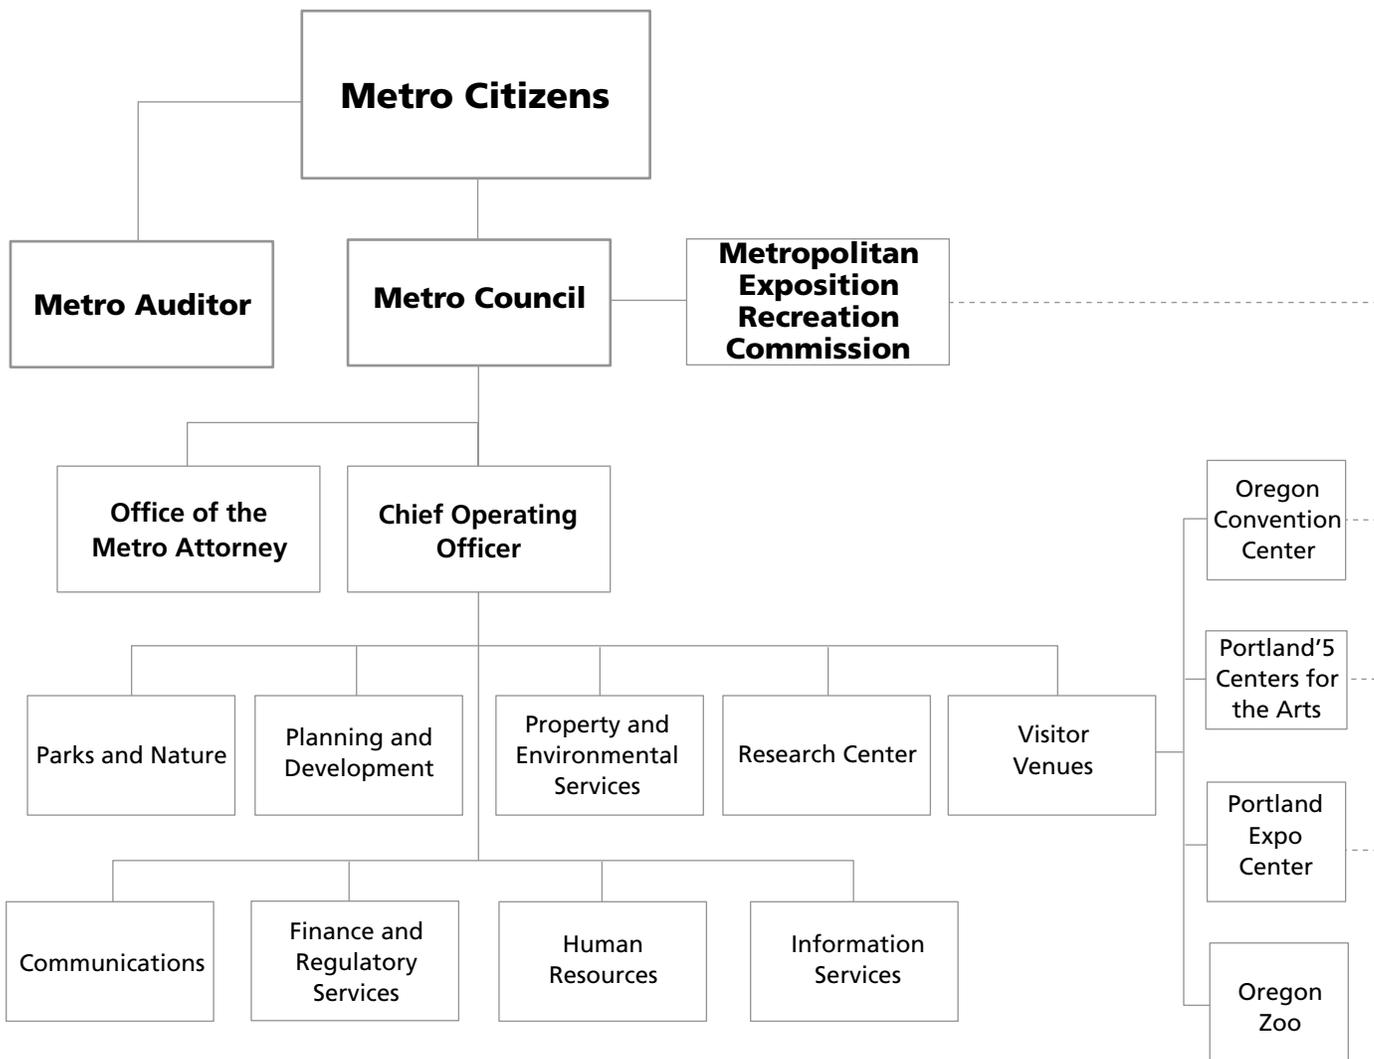 Metro Citizens
Metro Auditor
Metro Council
Metropolitan
Exposition
Recreation
Commission
Office of the
Metro Attorney
Chief Operating
Officer
Parks and Nature
Planning and
Development
Property and
Environmental
Services
Research Center
Visitor
Venues
Oregon
Convention
Center
Portland’5
Centers for
the Arts
Portland
Expo
Center
Oregon
Zoo
Communications
Finance and
Regulatory
Services
Human
Resources
Information
Services